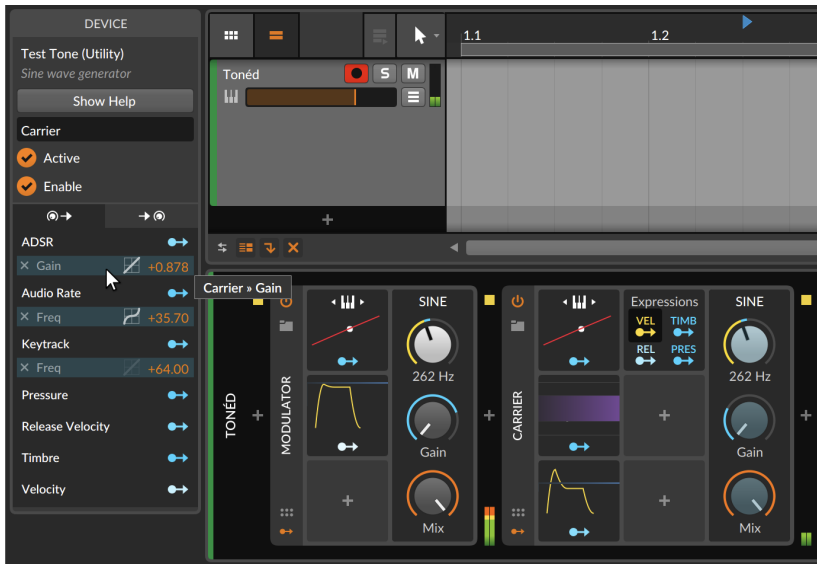 DEVICE
Test Tone (Utility)
Sine wave generator
Show Help
Carrier
Active
Enable
ADSR
× Gain +0.878
Audio Rate
× Freq +35.70
Keytrack
× Freq +64.00
Pressure
Release Velocity
Timbre
Velocity
1.1 1.2
Tonéd S M
+
Carrier » Gain
TONÉD
+
MODULATOR
SINE
262 Hz
Gain
+
Mix
+
CARRIER
Expressions
VEL TIMB
REL PRES
+
+
SINE
262 Hz
Gain
Mix
+